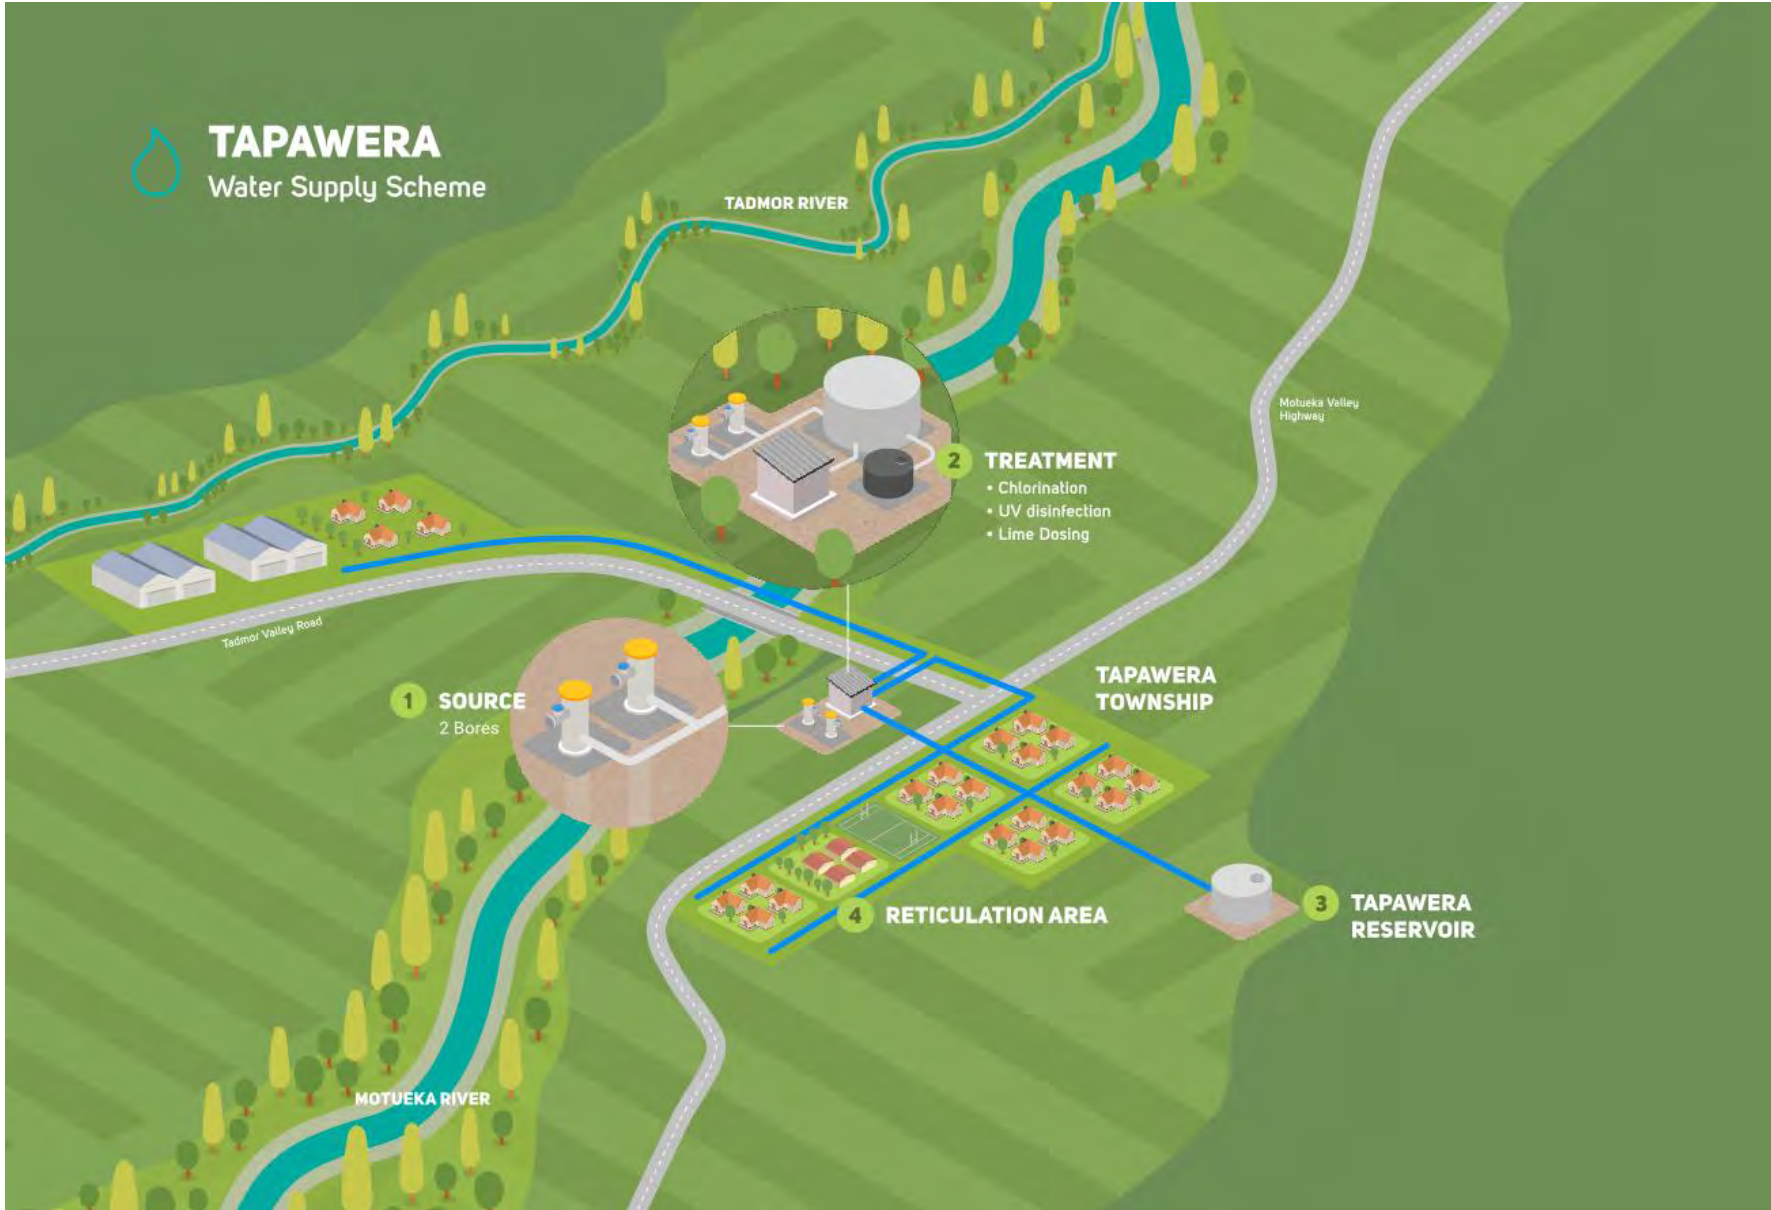 TAPAWERA
Water Supply Scheme
TADMOR RIVER
Motueka Valley
Highway
2 TREATMENT
• Chlorination
• UV disinfection
• Lime Dosing
Tadmor Valley Road
1 SOURCE
2 Bores
TAPAWERA
TOWNSHIP
4 RETICULATION AREA
3 TAPAWERA
RESERVOIR
MOTUEKA RIVER